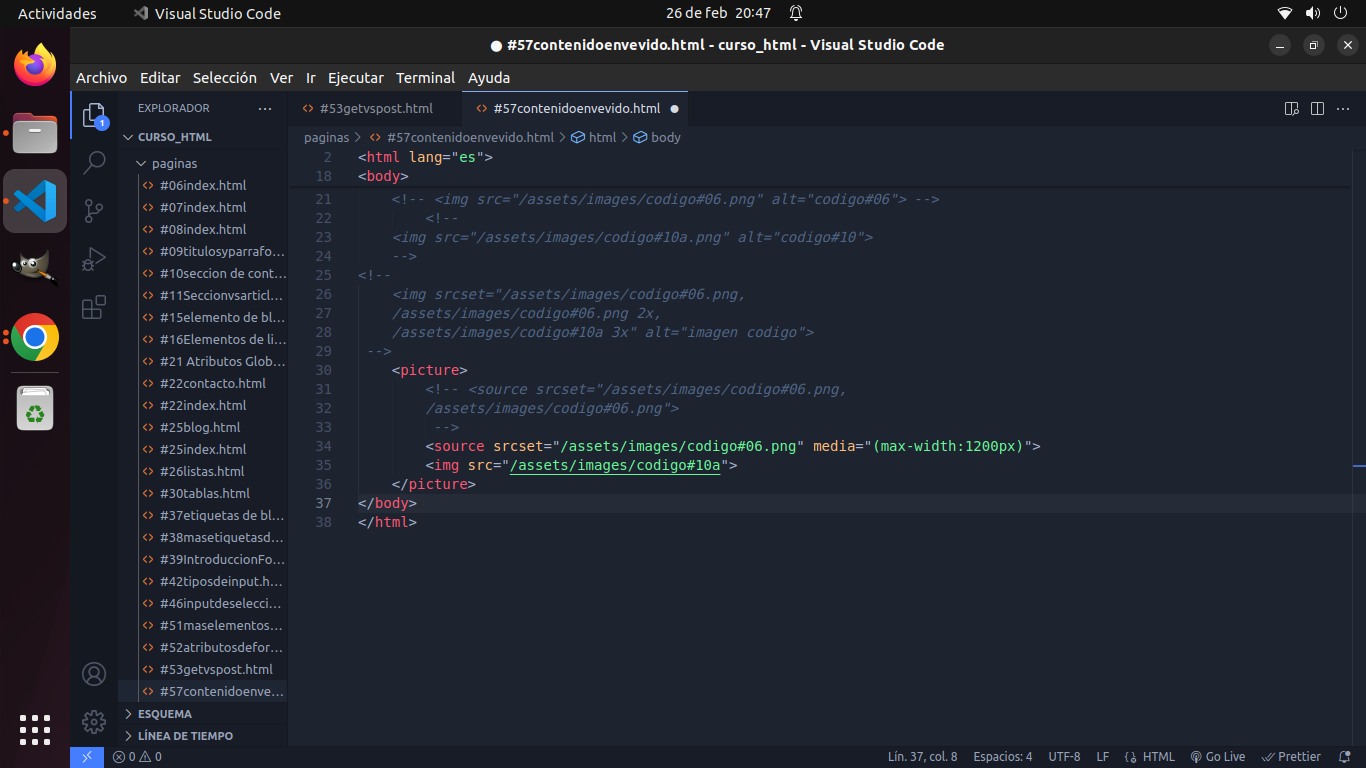 Actividades
Visual Studio Code
26 de feb 20:47
● #57contenidoenvevido.html - curso_html - Visual Studio Code
Archivo Editar Selección Ver Ir Ejecutar Terminal Ayuda
1
EXPLORADOR ···
CURSO_HTML
paginas
#06index.html
#07index.html
#08index.html
#09titulosyparrafo...
#10seccion de cont...
#11Seccionvsarticl...
#15elemento de bl...
#16Elementos de li...
#21 Atributos Glob...
#22contacto.html
#22index.html
#25blog.html
#25index.html
#26listas.html
#30tablas.html
#37etiquetas de bl...
#38masetiquetasd...
#39IntroduccionFo...
#42tiposdeinput.h...
#46inputdeselecci...
#51maselementos...
#52atributosdefor...
#53getvspost.html
#57contenidoenve...
ESQUEMA
LÍNEA DE TIEMPO
#53getvspost.html
#57contenidoenvevido.html ●
paginas > #57contenidoenvevido.html > html > body
2 <html lang="es">
18 <body>
21 <!-- <img src="/assets/images/codigo#06.png" alt="codigo#06"> -->
22 <!--
23 <img src="/assets/images/codigo#10a.png" alt="codigo#10">
24 -->
25 <!--
26 <img srcset="/assets/images/codigo#06.png,
27 /assets/images/codigo#06.png 2x,
28 /assets/images/codigo#10a 3x" alt="imagen codigo">
29 -->
30 <picture>
31 <!-- <source srcset="/assets/images/codigo#06.png,
32 /assets/images/codigo#06.png">
33 -->
34 <source srcset="/assets/images/codigo#06.png" media="(max-width:1200px)">
35 <img src="/assets/images/codigo#10a">
36 </picture>
37 </body>
38 </html>
0 0
Lín. 37, col. 8 Espacios: 4 UTF-8 LF {} HTML Go Live Prettier